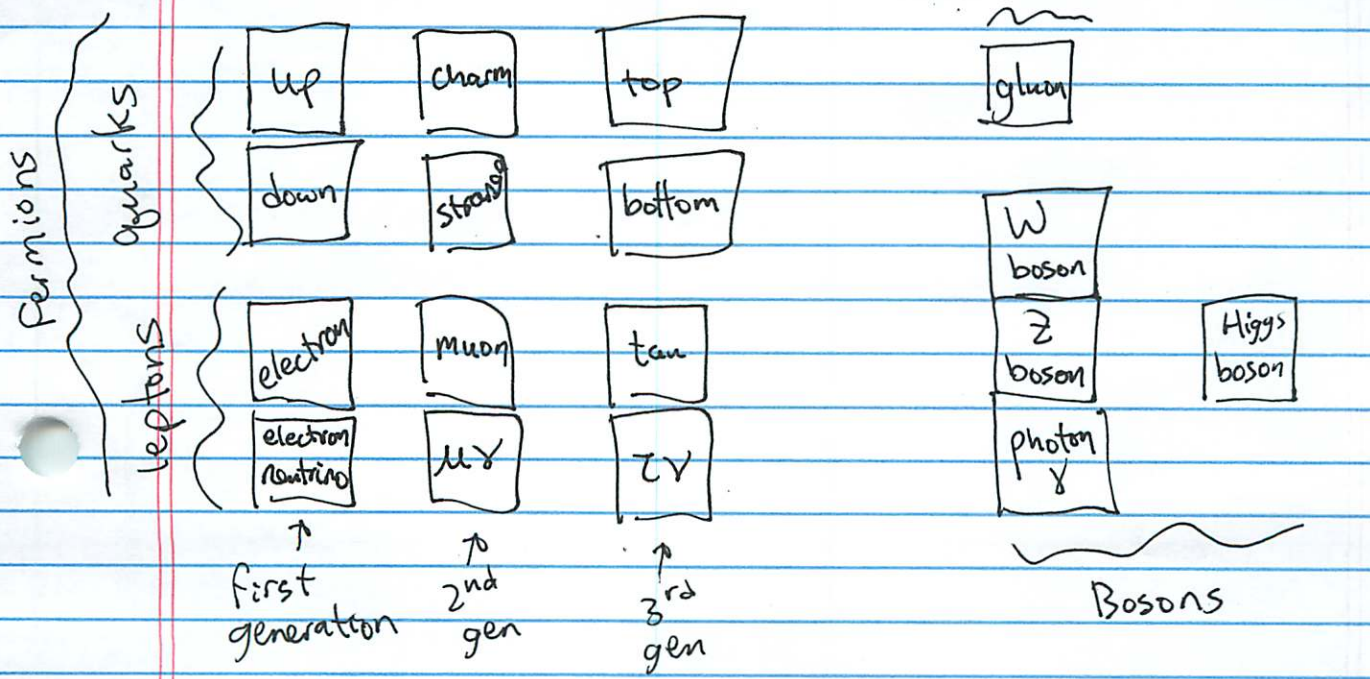 fermions
quarks
up
charm
top
gluon
down
strange
bottom
W
boson
leptons
electron
muon
tau
Z
boson
Higgs
boson
electron
neutrino
μγ
τν
photon
γ
first
generation
2nd
gen
3rd
gen
Bosons